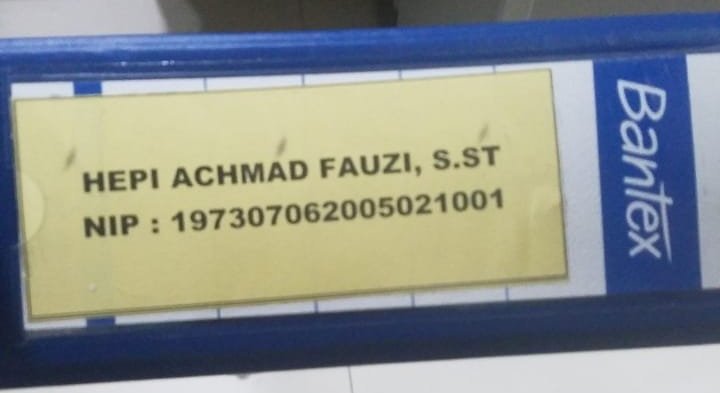 HEPI ACHMAD FAUZI, S.ST
NIP : 197307062005021001
Bantex